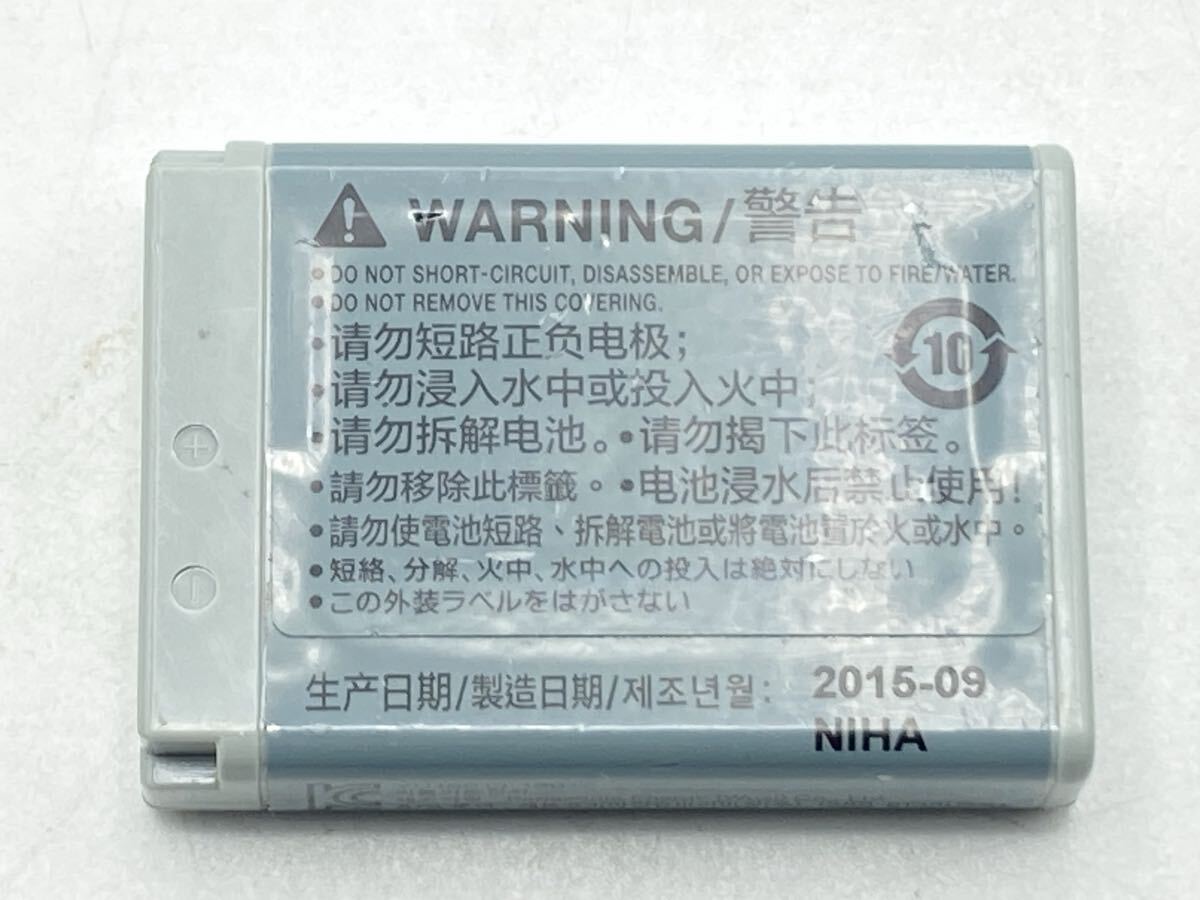 WARNING/警告
•DO NOT SHORT-CIRCUIT, DISASSEMBLE, OR EXPOSE TO FIRE/WATER.
•DO NOT REMOVE THIS COVERING.
•请勿短路正负电极；
•请勿浸入水中或投入火中；
•请勿拆解电池。•请勿揭下此标签。
10
•請勿移除此標籤。•电池浸水后禁止使用！
•請勿使電池短路、拆解電池或將電池置於火或水中。
•短絡、分解、火中、水中への投入は絶対にしない
•この外装ラベルをはがさない
+
−
生产日期/製造日期/제조년월: 2015-09
NIHA